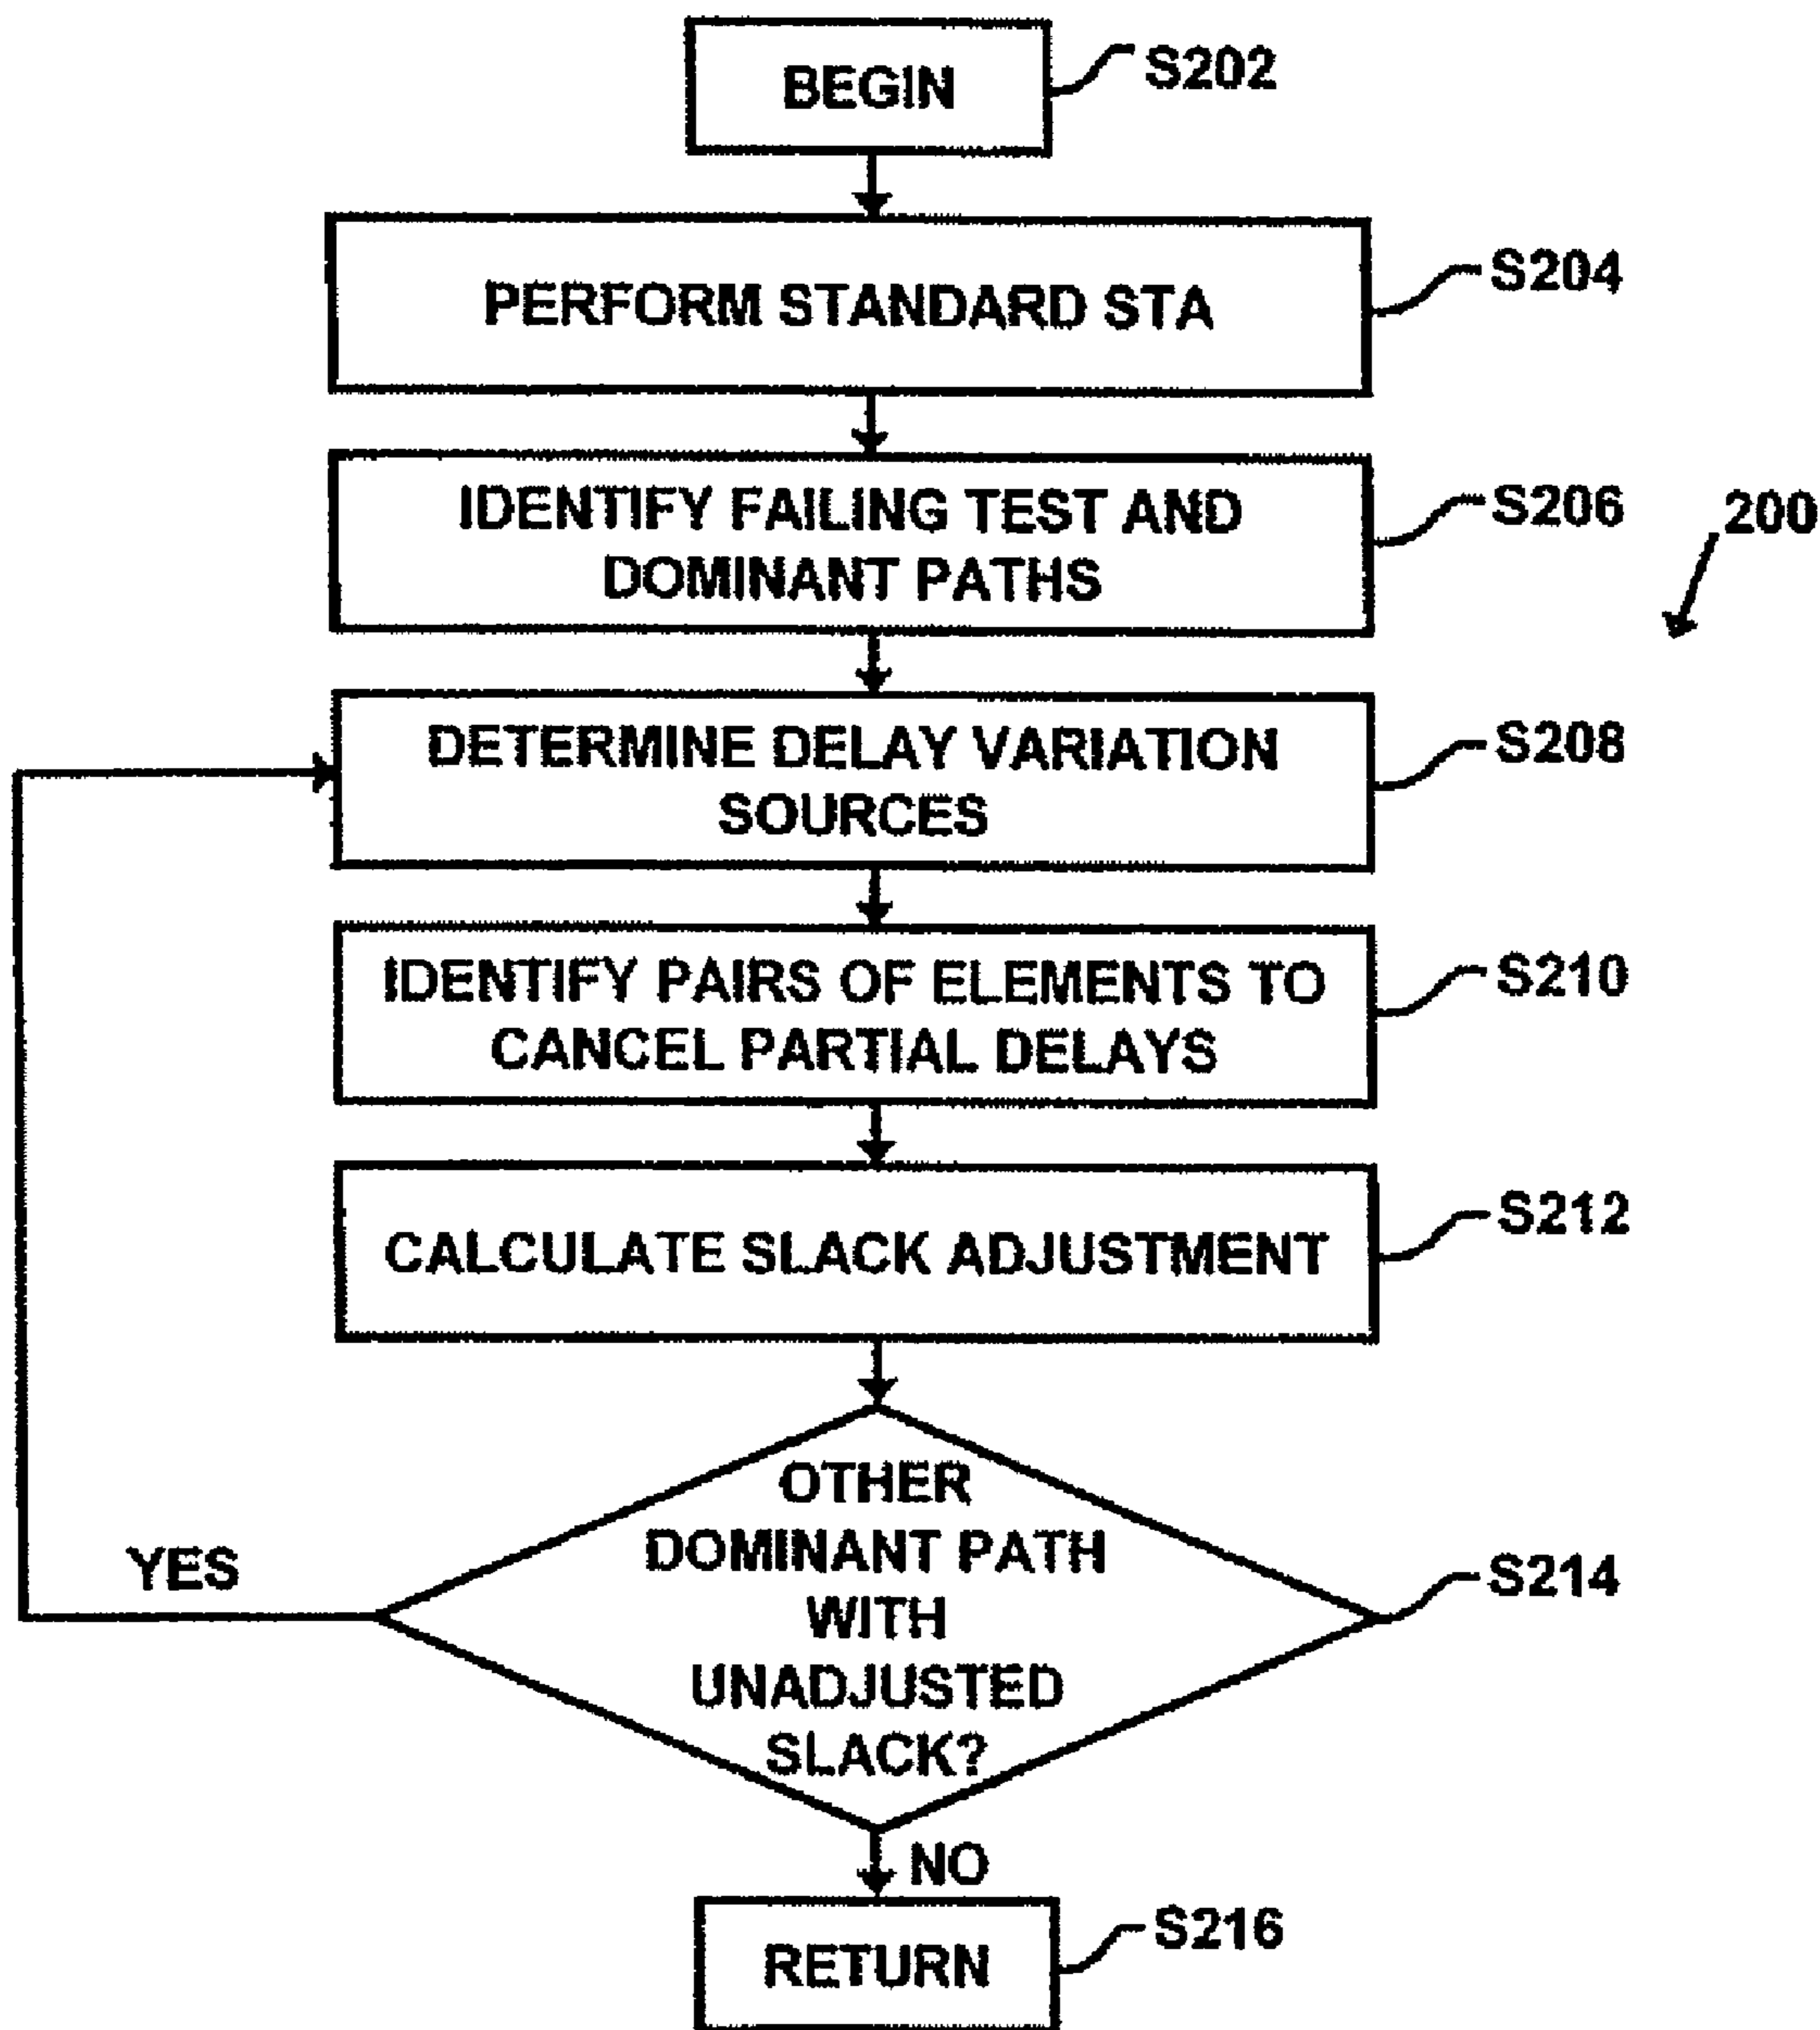 BEGIN
S202
PERFORM STANDARD STA
S204
IDENTIFY FAILING TEST AND
DOMINANT PATHS
S206
200
DETERMINE DELAY VARIATION
SOURCES
S208
IDENTIFY PAIRS OF ELEMENTS TO
CANCEL PARTIAL DELAYS
S210
CALCULATE SLACK ADJUSTMENT
S212
OTHER
DOMINANT PATH
WITH
UNADJUSTED
SLACK?
S214
YES
NO
RETURN
S216